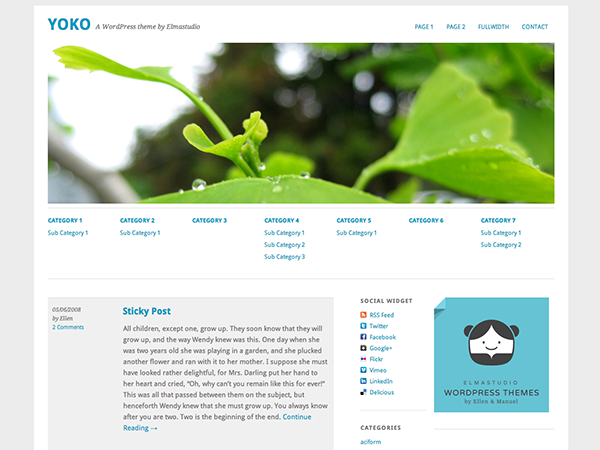 YOKO A WordPress theme by Elmastudio
PAGE 1 PAGE 2 FULLWIDTH CONTACT
CATEGORY 1 CATEGORY 2 CATEGORY 3 CATEGORY 4 CATEGORY 5 CATEGORY 6 CATEGORY 7
Sub Category 1 Sub Category 1 Sub Category 1 Sub Category 1 Sub Category 1
Sub Category 2 Sub Category 2
Sub Category 3
05/06/2008
by Ellen
2 Comments
Sticky Post
All children, except one, grow up. They soon know that they will
grow up, and the way Wendy knew was this. One day when she
was two years old she was playing in a garden, and she plucked
another flower and ran with it to her mother. I suppose she must
have looked rather delightful, for Mrs. Darling put her hand to
her heart and cried, “Oh, why can’t you remain like this for ever!”
This was all that passed between them on the subject, but
henceforth Wendy knew that she must grow up. You always know
after you are two. Two is the beginning of the end. Continue
Reading →
SOCIAL WIDGET
RSS Feed
Twitter
Facebook
Google+
Flickr
Vimeo
LinkedIn
Delicious
CATEGORIES
aciform
ELMASTUDIO
WORDPRESS THEMES
by Ellen & Manuel